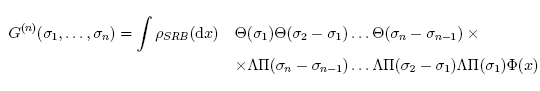 G^{(n)}(σ_1, …, σ_n) = ∫ ρ_{SRB}(dx) Θ(σ_1)Θ(σ_2 − σ_1) … Θ(σ_n − σ_{n−1}) ×
×ΛΠ(σ_n − σ_{n−1}) … ΛΠ(σ_2 − σ_1)ΛΠ(σ_1)Φ(x)